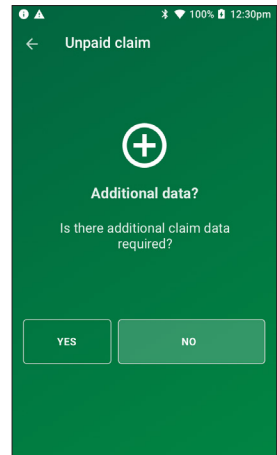 100% 12:30pm
Unpaid claim
Additional data?
Is there additional claim data
required?
YES NO